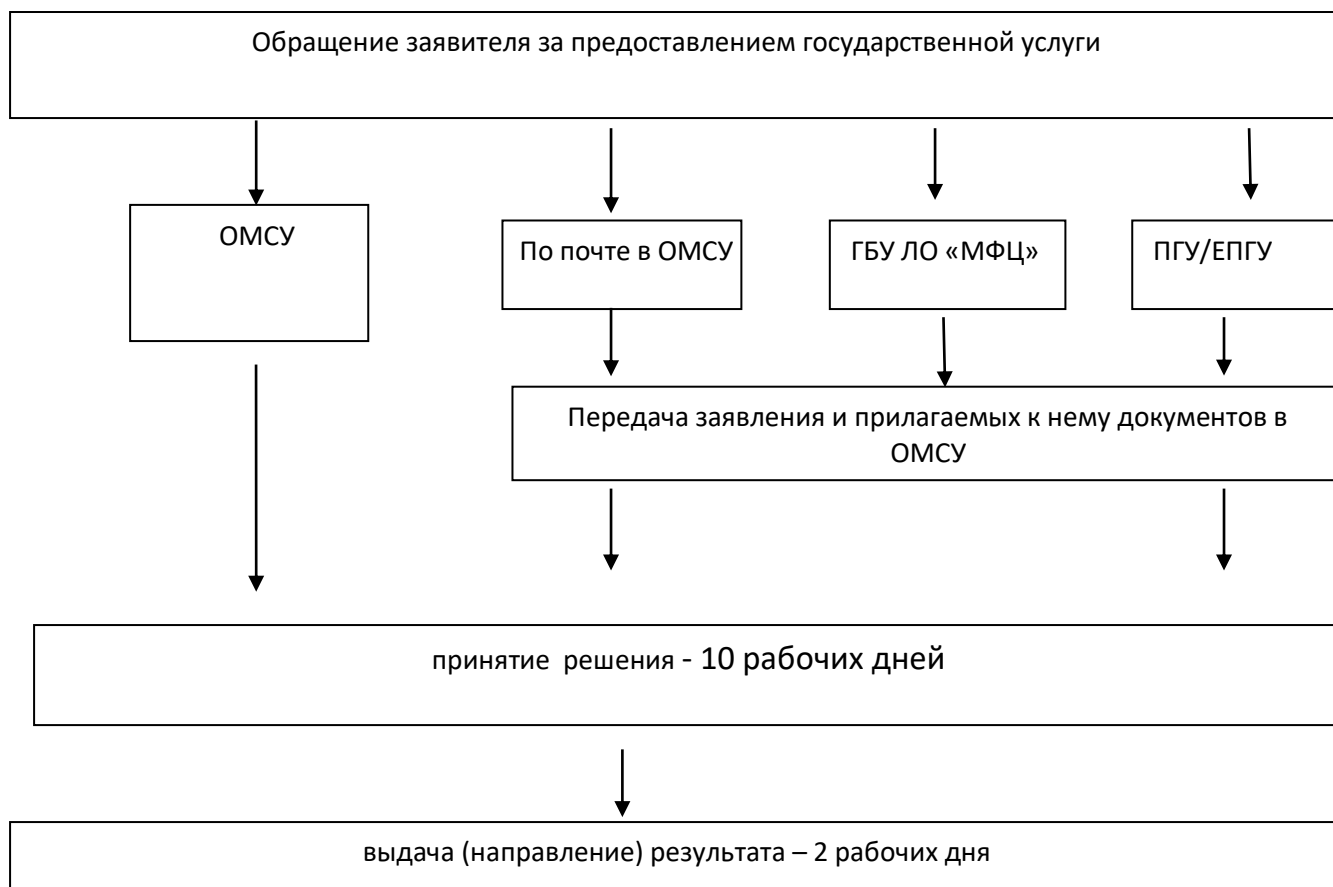 Обращение заявителя за предоставлением государственной услуги
ОМСУ
По почте в ОМСУ
ГБУ ЛО «МФЦ»
ПГУ/ЕПГУ
Передача заявления и прилагаемых к нему документов в
ОМСУ
принятие решения - 10 рабочих дней
выдача (направление) результата – 2 рабочих дня